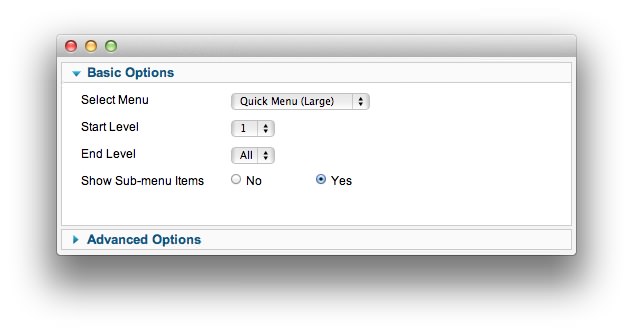 Basic Options
Select Menu Quick Menu (Large)
Start Level 1
End Level All
Show Sub-menu Items No Yes
Advanced Options